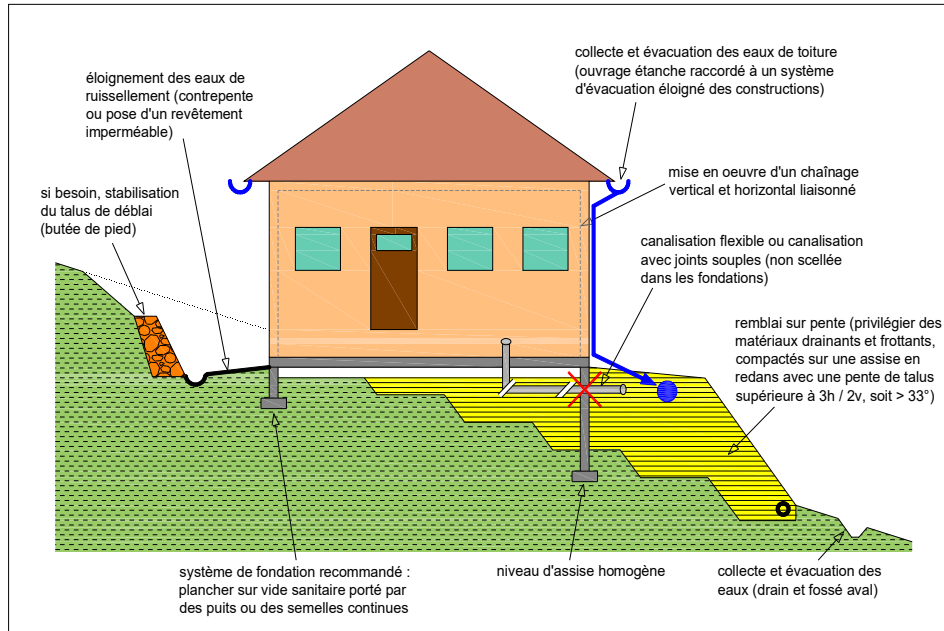 collecte et évacuation des eaux de toiture
(ouvrage étanche raccordé à un système
d'évacuation éloigné des constructions)
éloignement des eaux de
ruissellement (contrepente
ou pose d'un revêtement
imperméable)
mise en oeuvre d'un chaînage
vertical et horizontal liaisonné
si besoin, stabilisation
du talus de déblai
(butée de pied)
canalisation flexible ou canalisation
avec joints souples (non scellée
dans les fondations)
remblai sur pente (privilégier des
matériaux drainants et frottants,
compactés sur une assise en
redans avec une pente de talus
supérieure à 3h / 2v, soit > 33°)
système de fondation recommandé :
plancher sur vide sanitaire porté par
des puits ou des semelles continues
niveau d'assise homogène
collecte et évacuation des
eaux (drain et fossé aval)